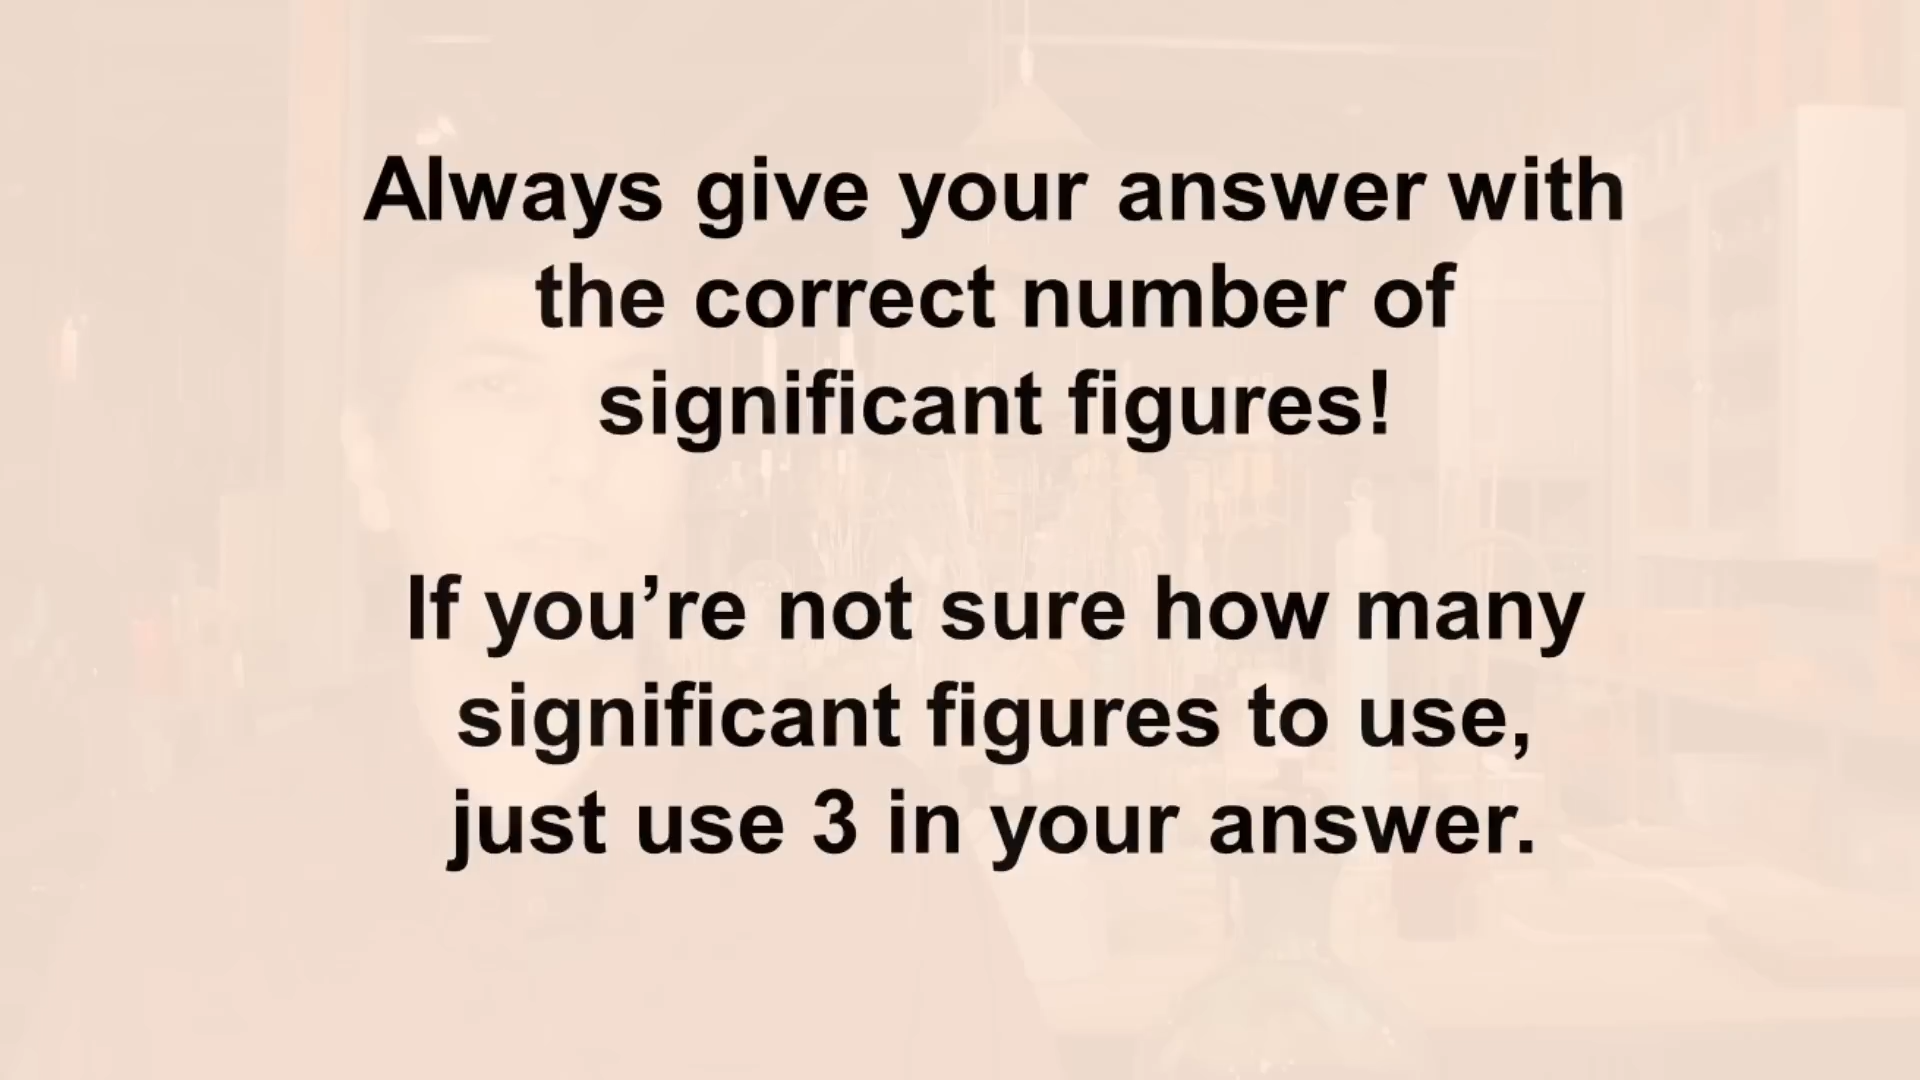 Always give your answer with
the correct number of
significant figures!
If you’re not sure how many
significant figures to use,
just use 3 in your answer.